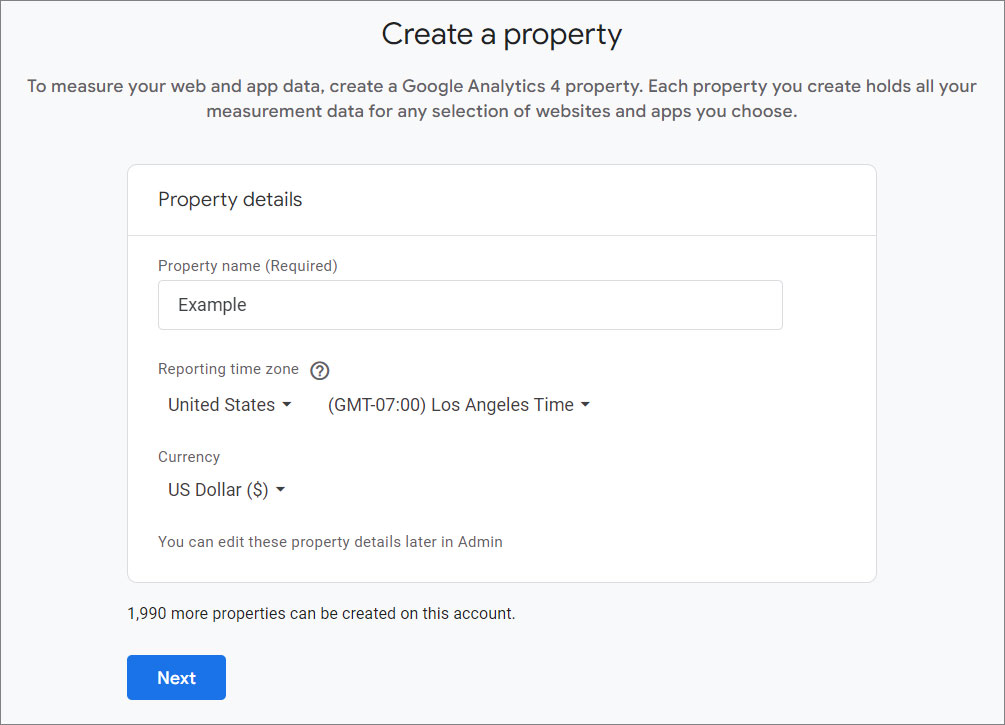 Create a property
To measure your web and app data, create a Google Analytics 4 property. Each property you create holds all your
measurement data for any selection of websites and apps you choose.
Property details
Property name (Required)
Example
Reporting time zone ?
United States (GMT-07:00) Los Angeles Time
Currency
US Dollar ($)
You can edit these property details later in Admin
1,990 more properties can be created on this account.
Next